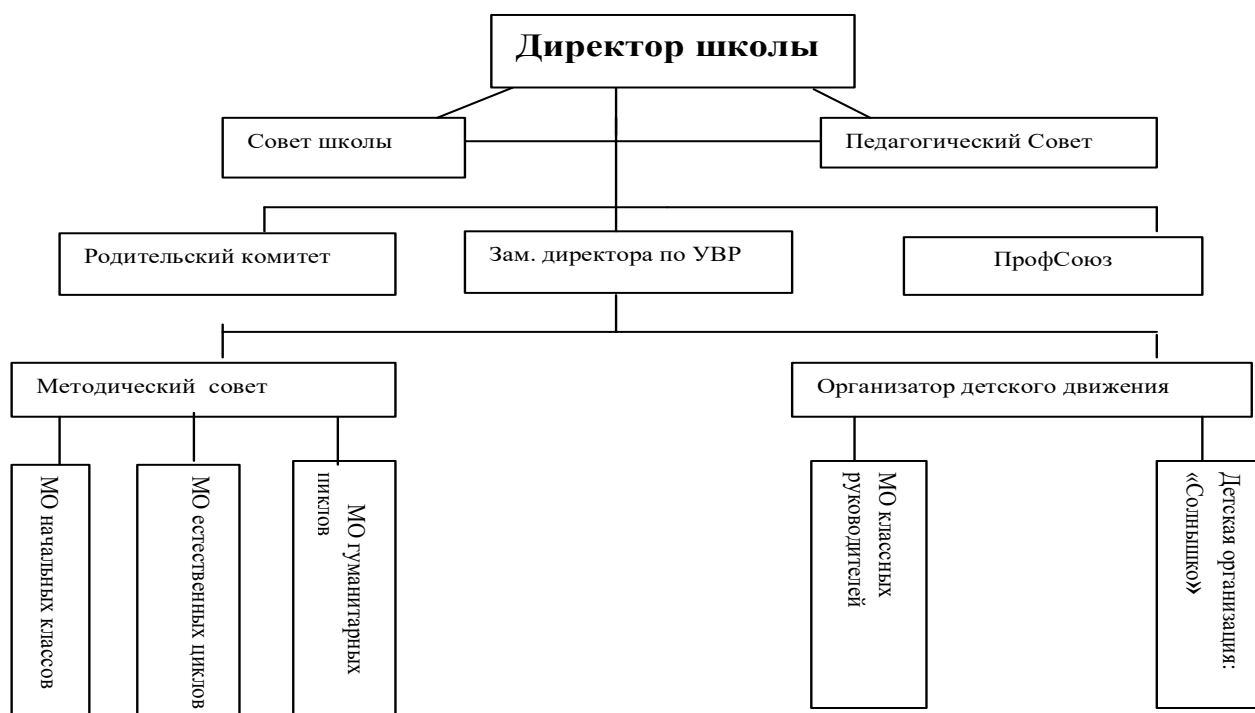 Директор школы
Совет школы
Педагогический Совет
Родительский комитет
Зам. директора по УВР
ПрофСоюз
Методический совет
Организатор детского движения
МО начальных классов
МО естественных циклов
МО гуманитарных
циклов
МО классных
руководителей
Детская организация:
«Солнышко»